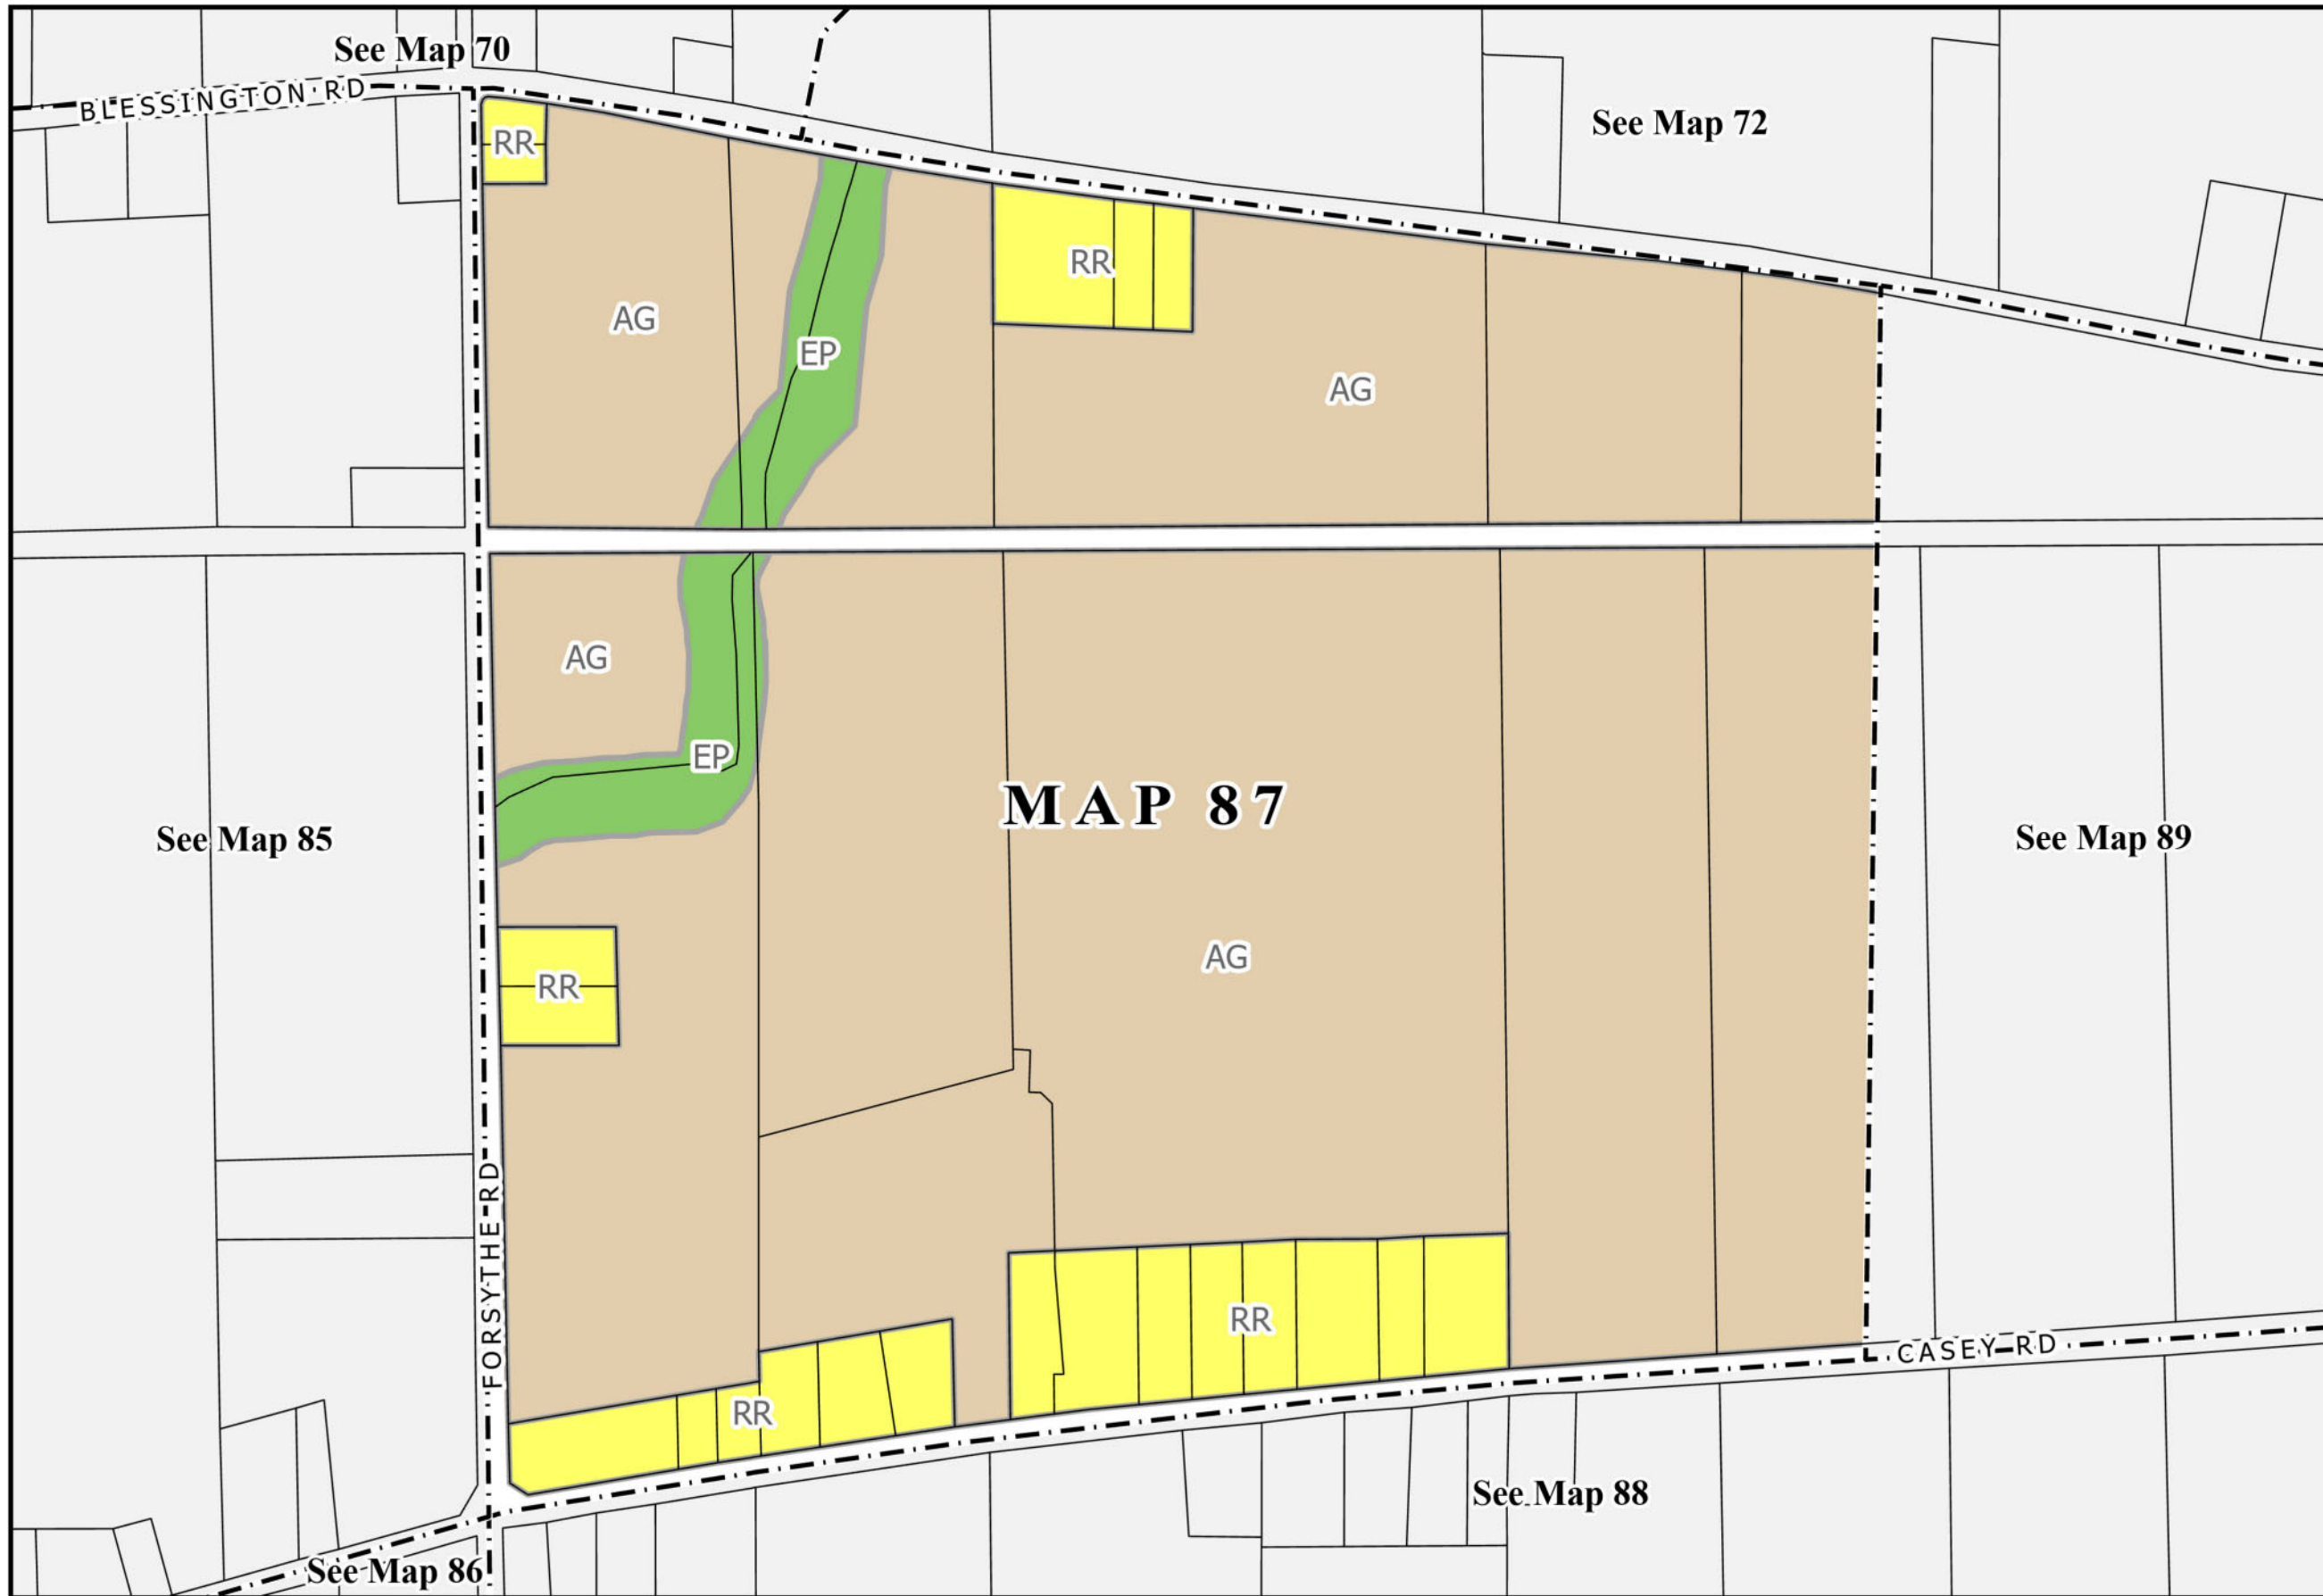 See Map 70
BLESSINGTON RD
See Map 72
RR
RR
AG
EP
AG
AG
EP
MAP 87
See Map 85
See Map 89
AG
RR
FORSYTHE RD
RR
CASEY RD
RR
See Map 88
See Map 86